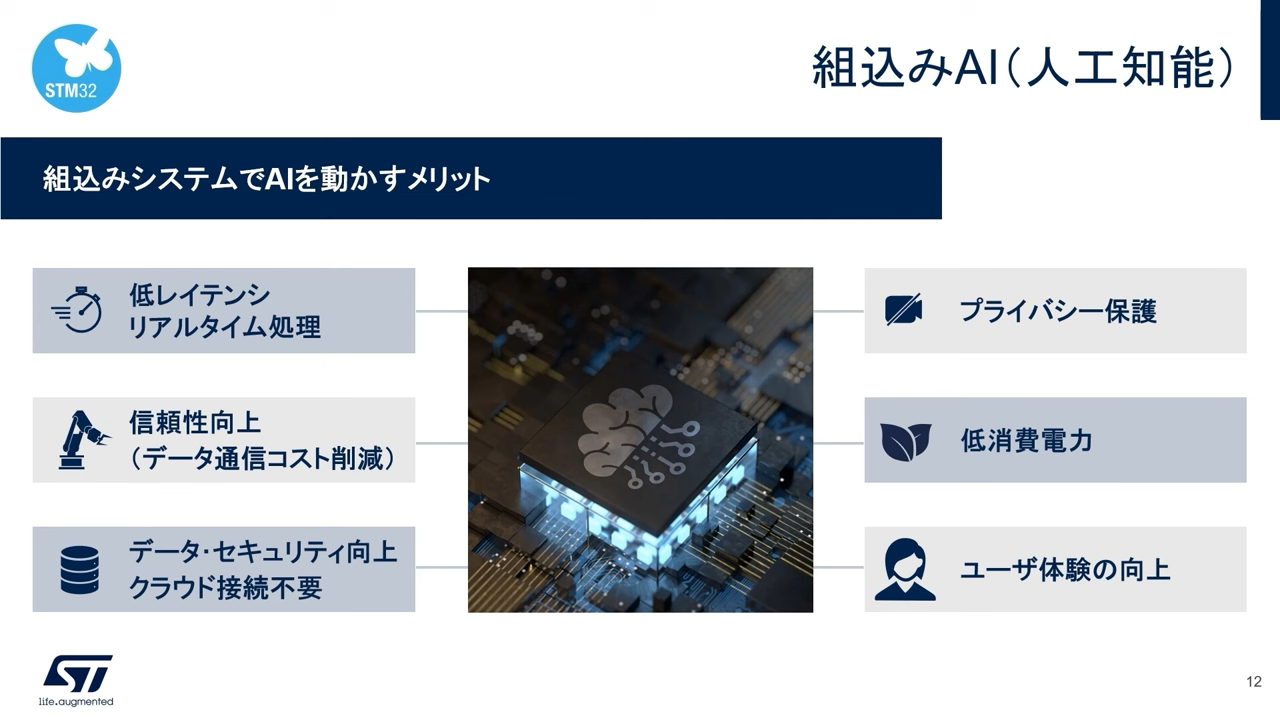 STM32
組込みAI（人工知能）
組込みシステムでAIを動かすメリット
低レイテンシ
リアルタイム処理
信頼性向上
（データ通信コスト削減）
データ・セキュリティ向上
クラウド接続不要
プライバシー保護
低消費電力
ユーザ体験の向上
ST
life.augmented
12